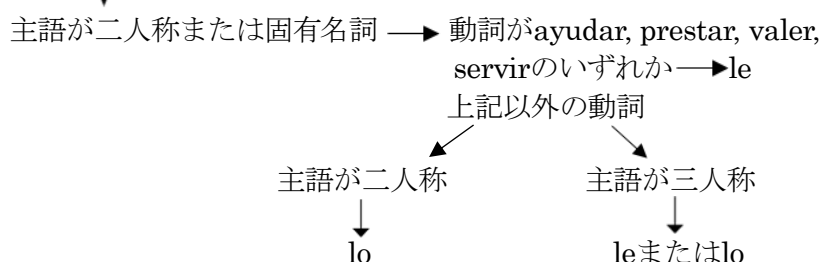 主語が二人称または固有名詞 → 動詞がayudar, prestar, valer,
servirのいずれか→le
上記以外の動詞
主語が二人称 主語が三人称
lo leまたはlo